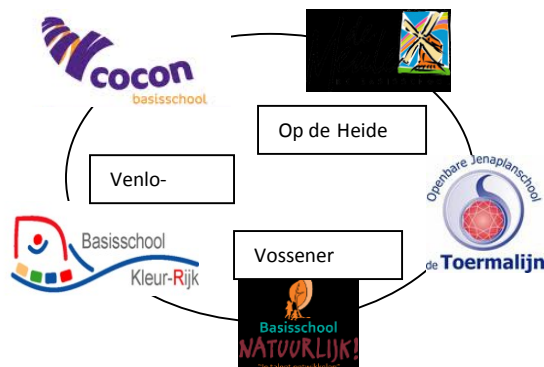 cocon
basisschool
Op de Heide
Venlo-
Openbare Jenaplanschool
de Toermalijn
Basisschool
Kleur-Rijk
Vossener
Basisschool
NATUURLIJK!